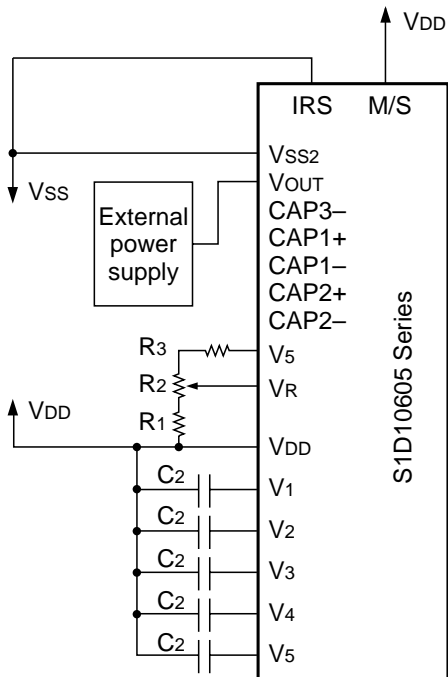 VDD
IRS M/S
VSS2
VSS
VOUT
External
power
supply
CAP3–
CAP1+
CAP1–
CAP2+
CAP2–
R3
V5
R2
VR
VDD
R1
VDD
C2
V1
C2
V2
C2
V3
C2
V4
C2
V5
S1D10605 Series